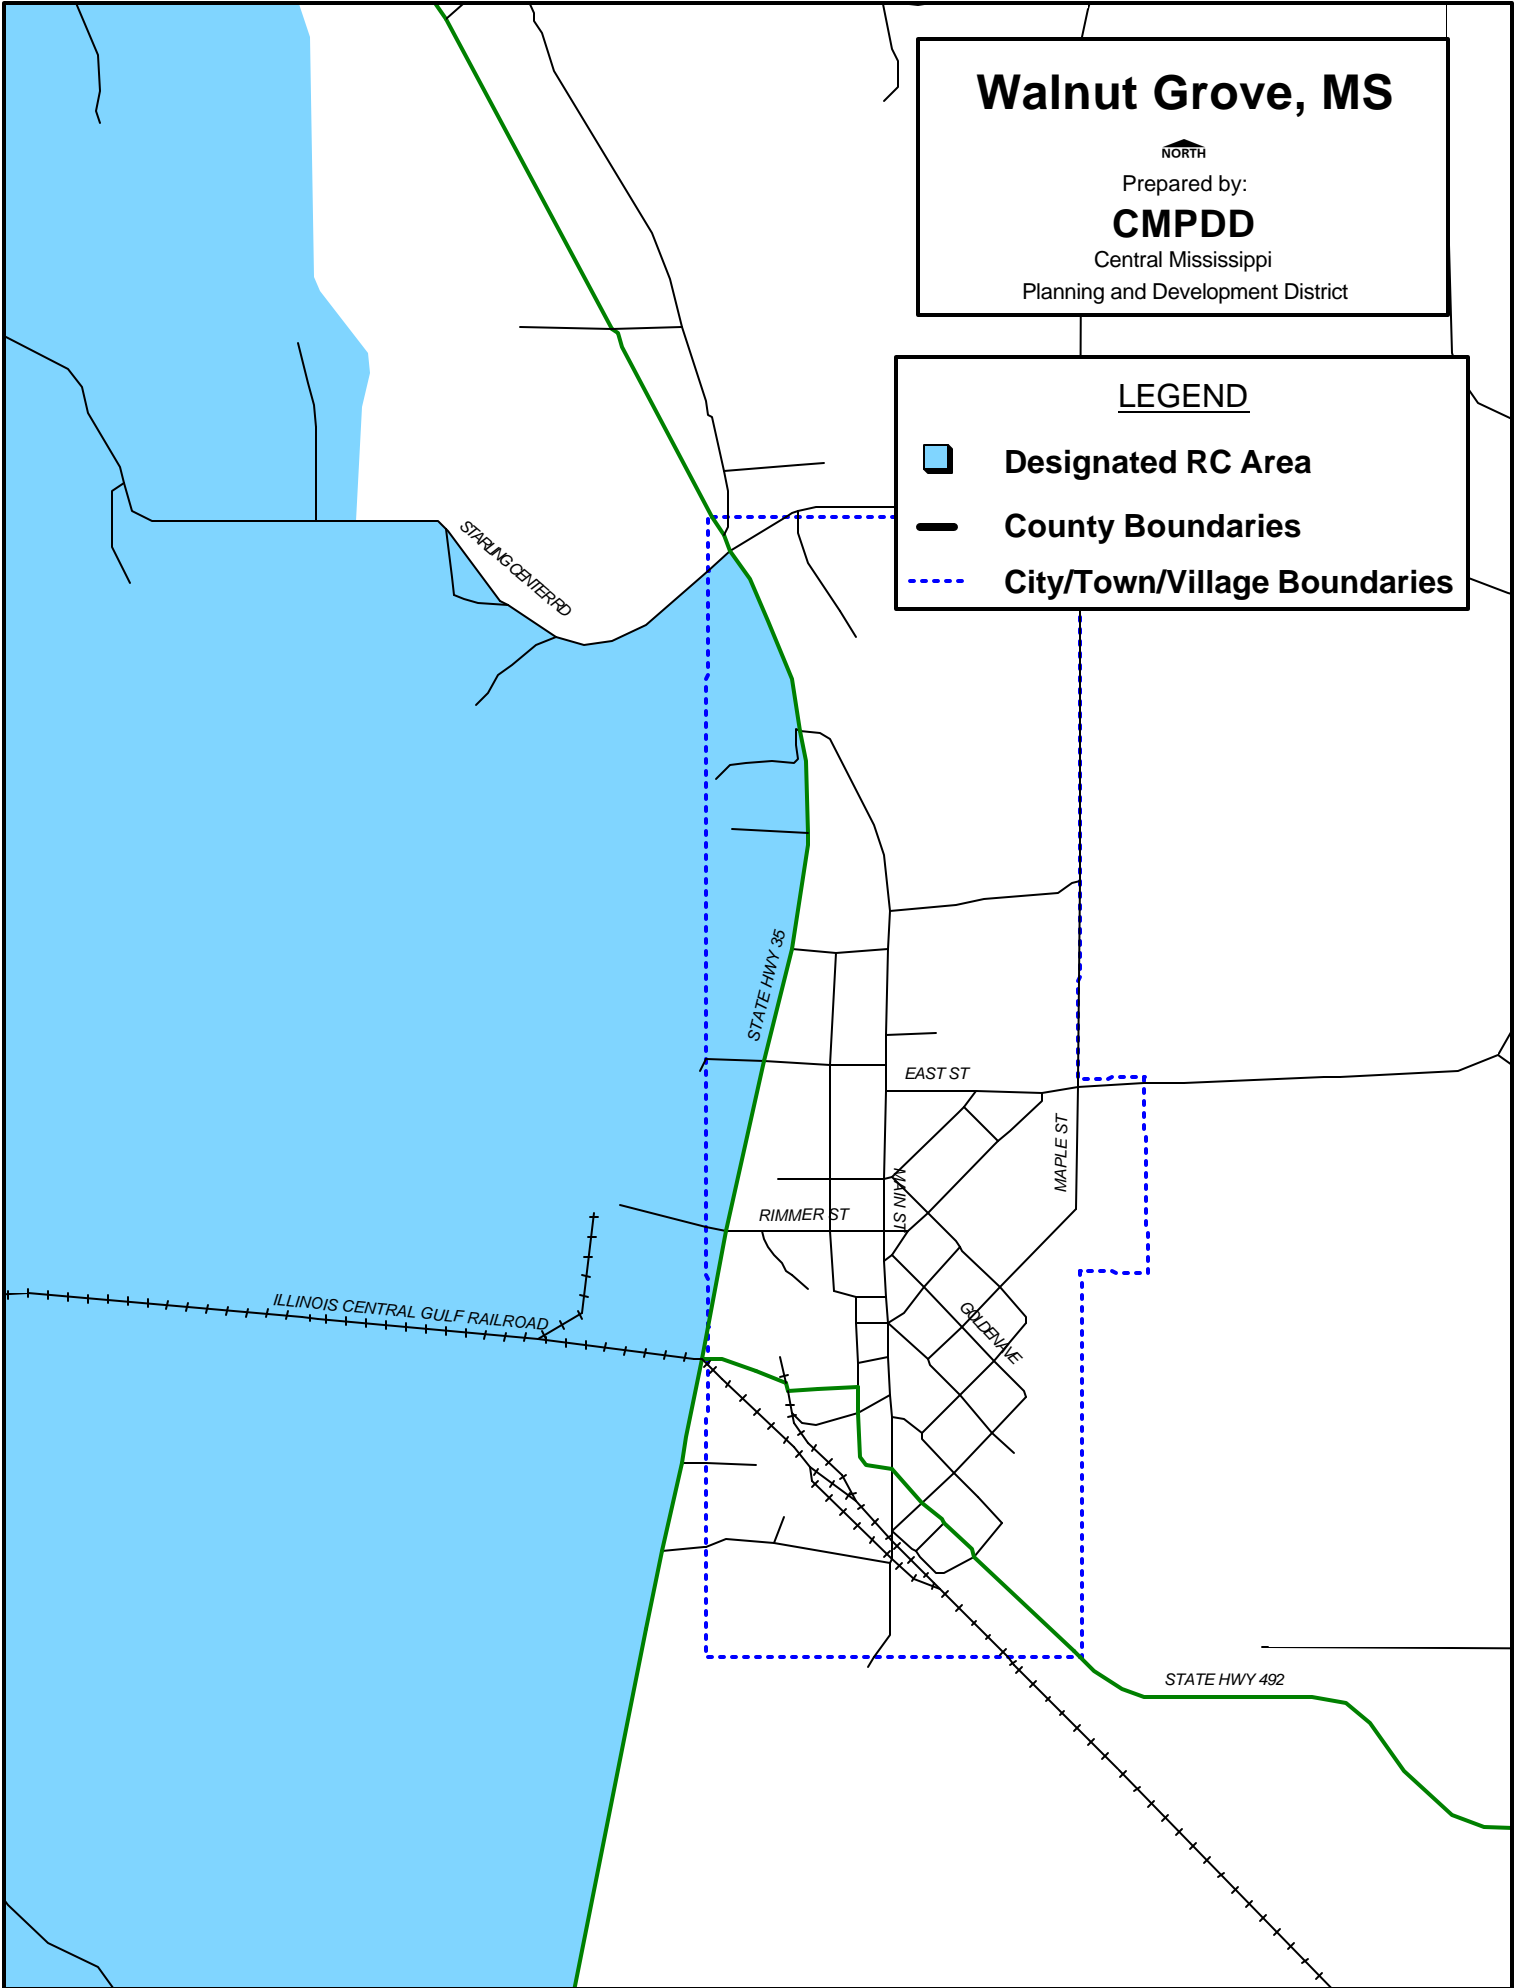 Walnut Grove, MS
NORTH
Prepared by:
CMPDD
Central Mississippi
Planning and Development District
LEGEND
Designated RC Area
County Boundaries
City/Town/Village Boundaries
STARLING CENTER RD
STATE HWY 35
EAST ST
MAPLE ST
MAIN ST
RIMMER ST
ILLINOIS CENTRAL GULF RAILROAD
GOLDEN AVE
STATE HWY 492